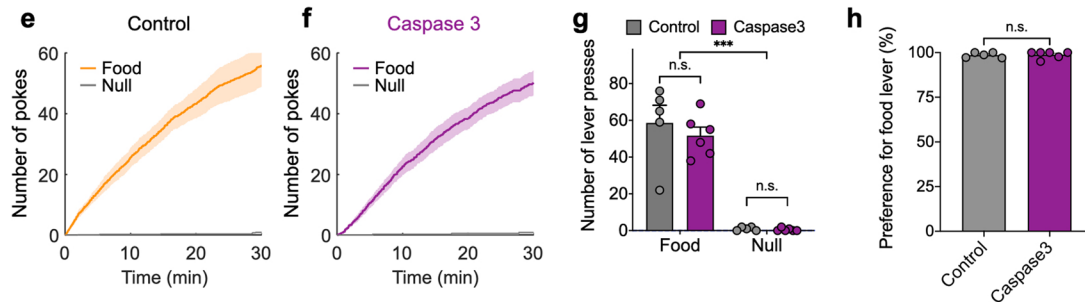 e Control
60
40
20
0
Number of pokes
Food
Null
0 10 20 30
Time (min)
f Caspase 3
60
40
20
0
Number of pokes
Food
Null
0 10 20 30
Time (min)
g
Control Caspase3
***
n.s.
n.s.
80
60
40
20
0
Number of lever presses
Food Null
h
n.s.
100
75
50
25
0
Preference for food lever (%)
Control
Caspase3